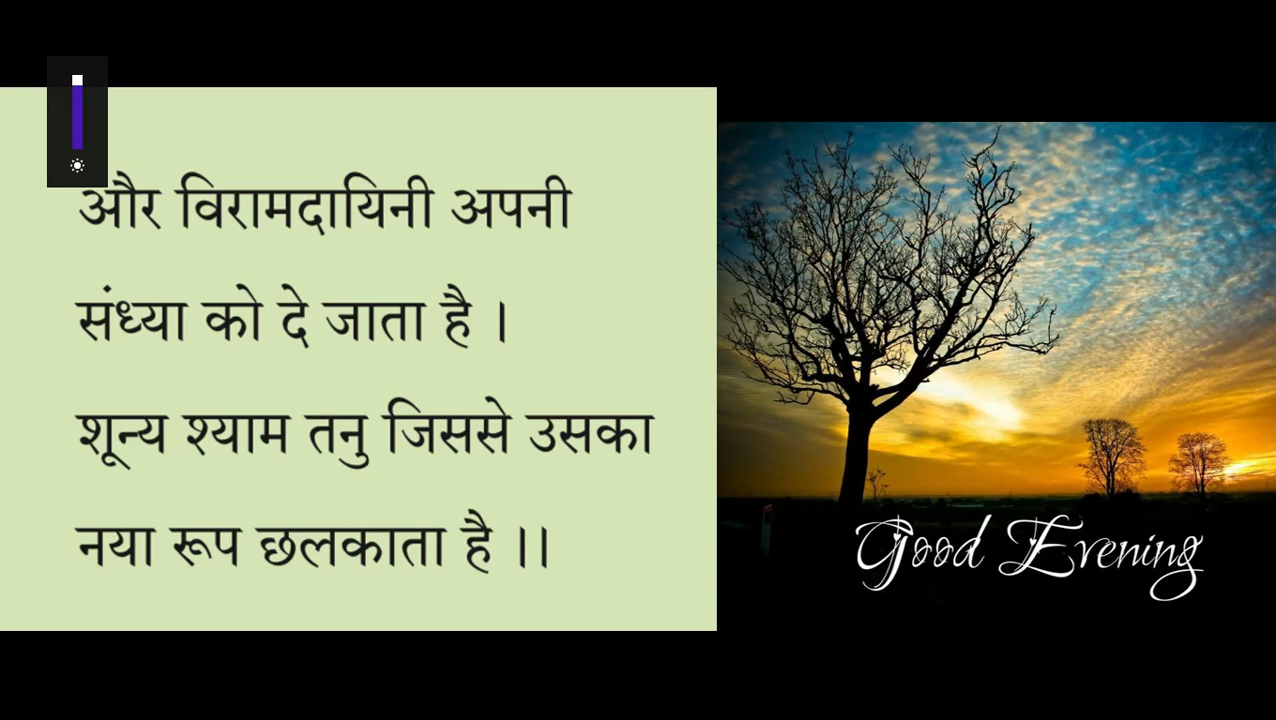 और विरामदायिनी अपनी
संध्या को दे जाता है ।
शून्य श्याम तनु जिससे उसका
नया रूप छलकाता है ।।
Good Evening